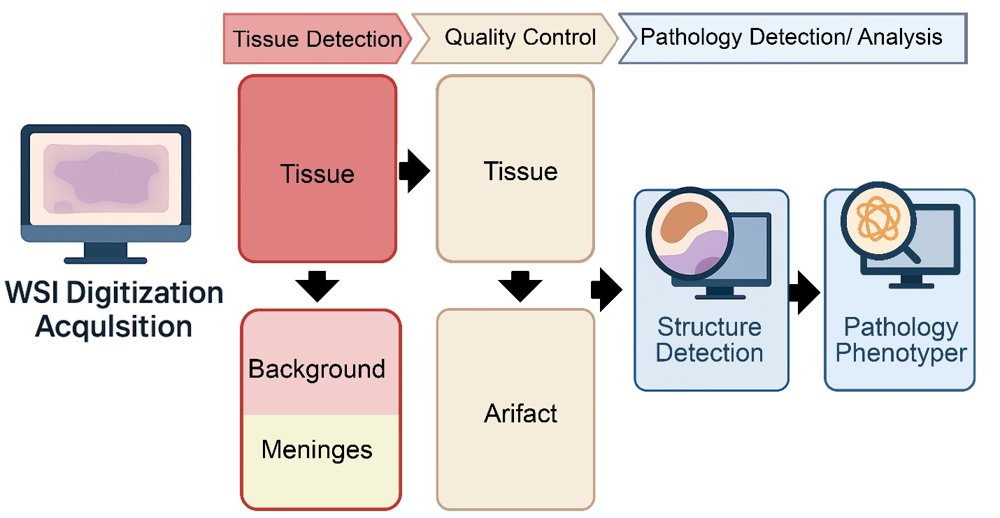 Tissue Detection
Quality Control
Pathology Detection/ Analysis
Tissue
Tissue
WSI Digitization
Acqulsition
Background
Meninges
Arifact
Structure
Detection
Pathology
Phenotyper